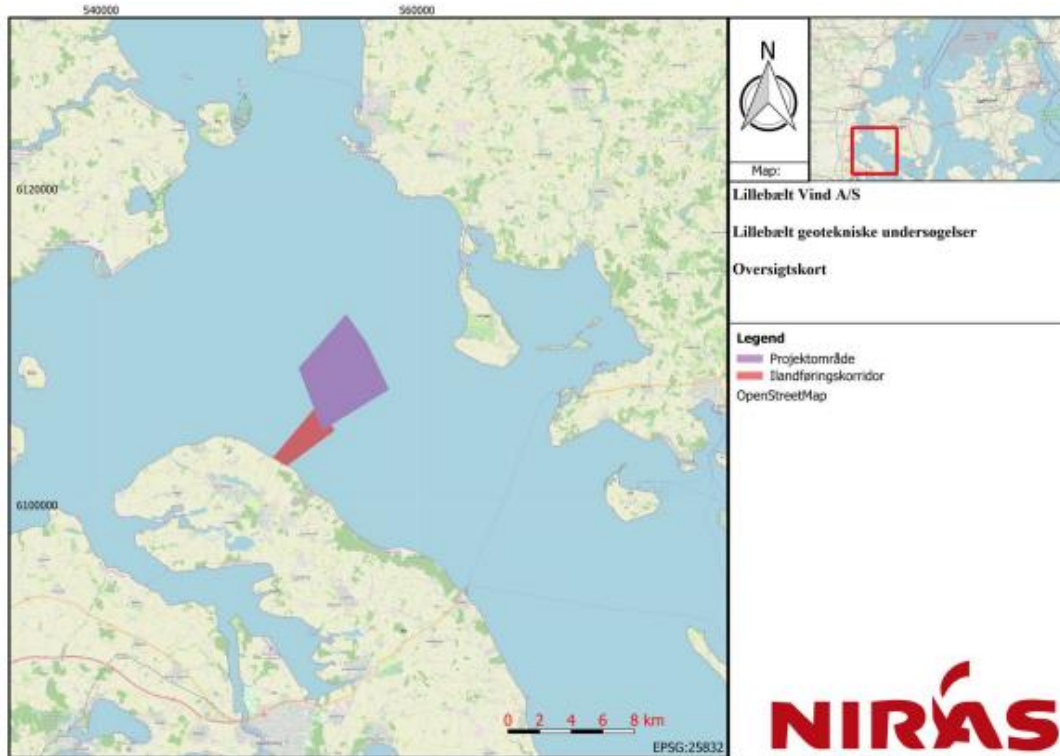 540000
560000
N
6120000
Map:
Lillebælt Vind A/S
Lillebælt geotekniske undersøgelser
Oversigtskort
Legend
Projektområde
Ilandføringskorridor
OpenStreetMap
6100000
0 2 4 6 8 km
EPSG:25832
NIRAS